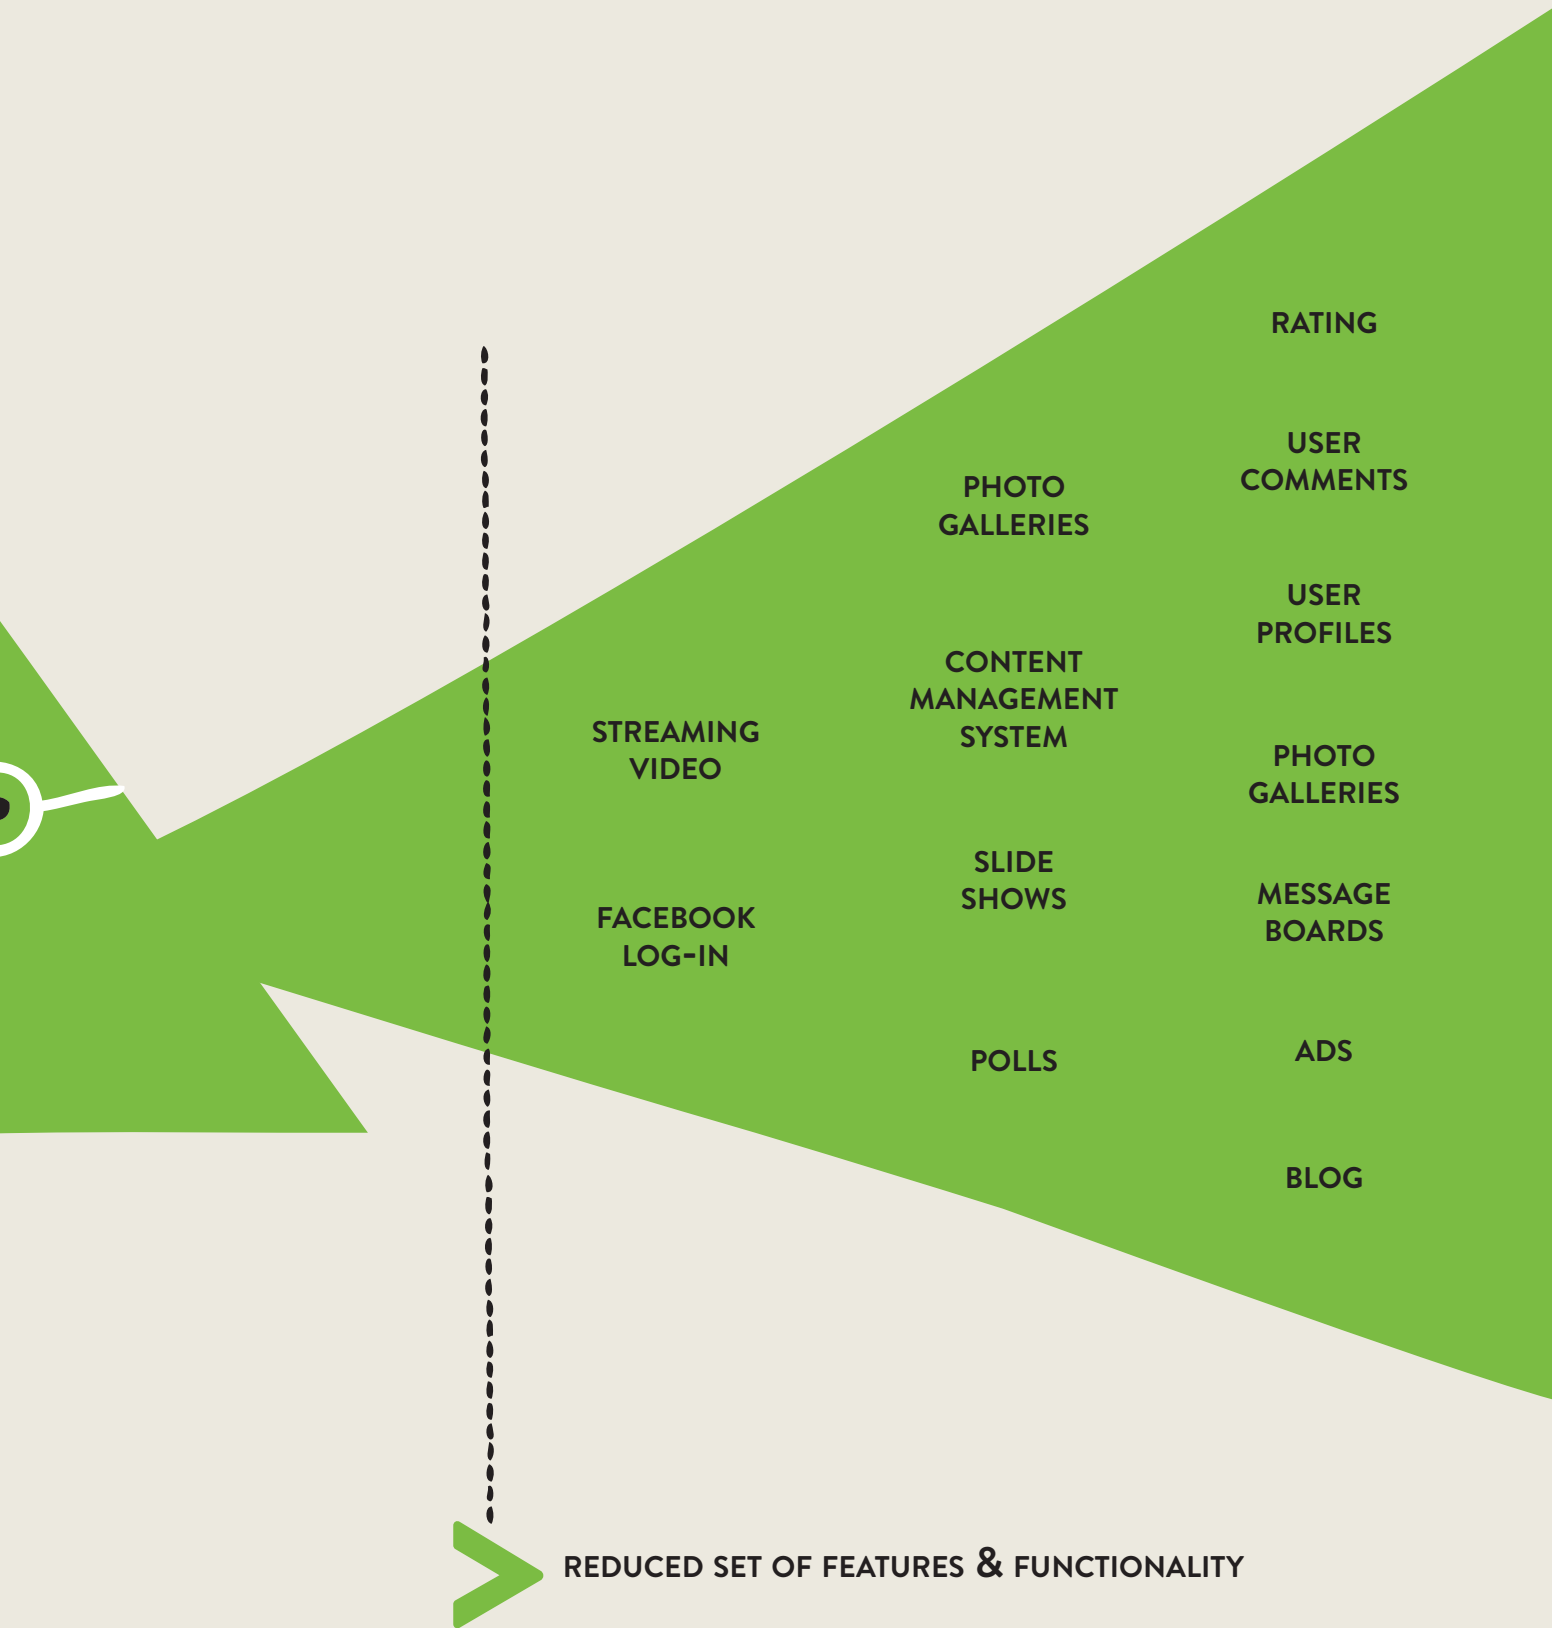 STREAMING
VIDEO
FACEBOOK
LOG-IN
PHOTO
GALLERIES
CONTENT
MANAGEMENT
SYSTEM
SLIDE
SHOWS
POLLS
RATING
USER
COMMENTS
USER
PROFILES
PHOTO
GALLERIES
MESSAGE
BOARDS
ADS
BLOG
REDUCED SET OF FEATURES & FUNCTIONALITY